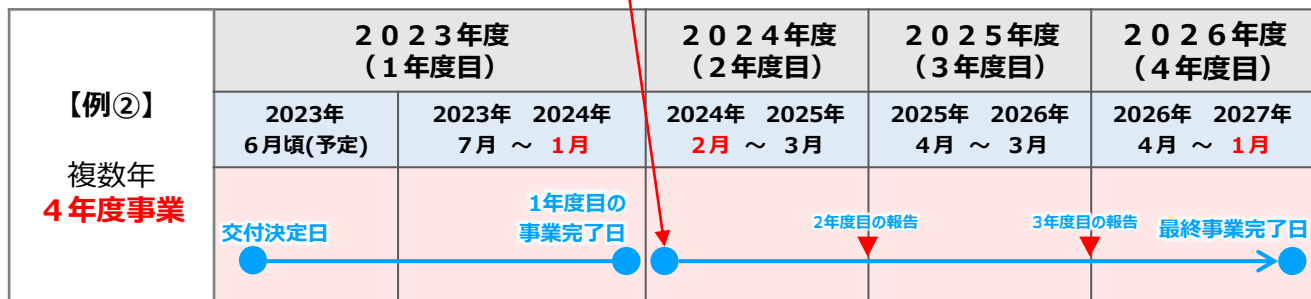 【例②】
複数年
４年度事業
２０２３年度
（１年度目）
２０２４年度
（２年度目）
２０２５年度
（３年度目）
２０２６年度
（４年度目）
2023年
６月頃(予定)
2023年 2024年
７月 ～ １月
2024年 2025年
２月 ～ ３月
2025年 2026年
４月 ～ ３月
2026年 2027年
４月 ～ １月
交付決定日
1年度目の
事業完了日
2年度目の報告
3年度目の報告
最終事業完了日